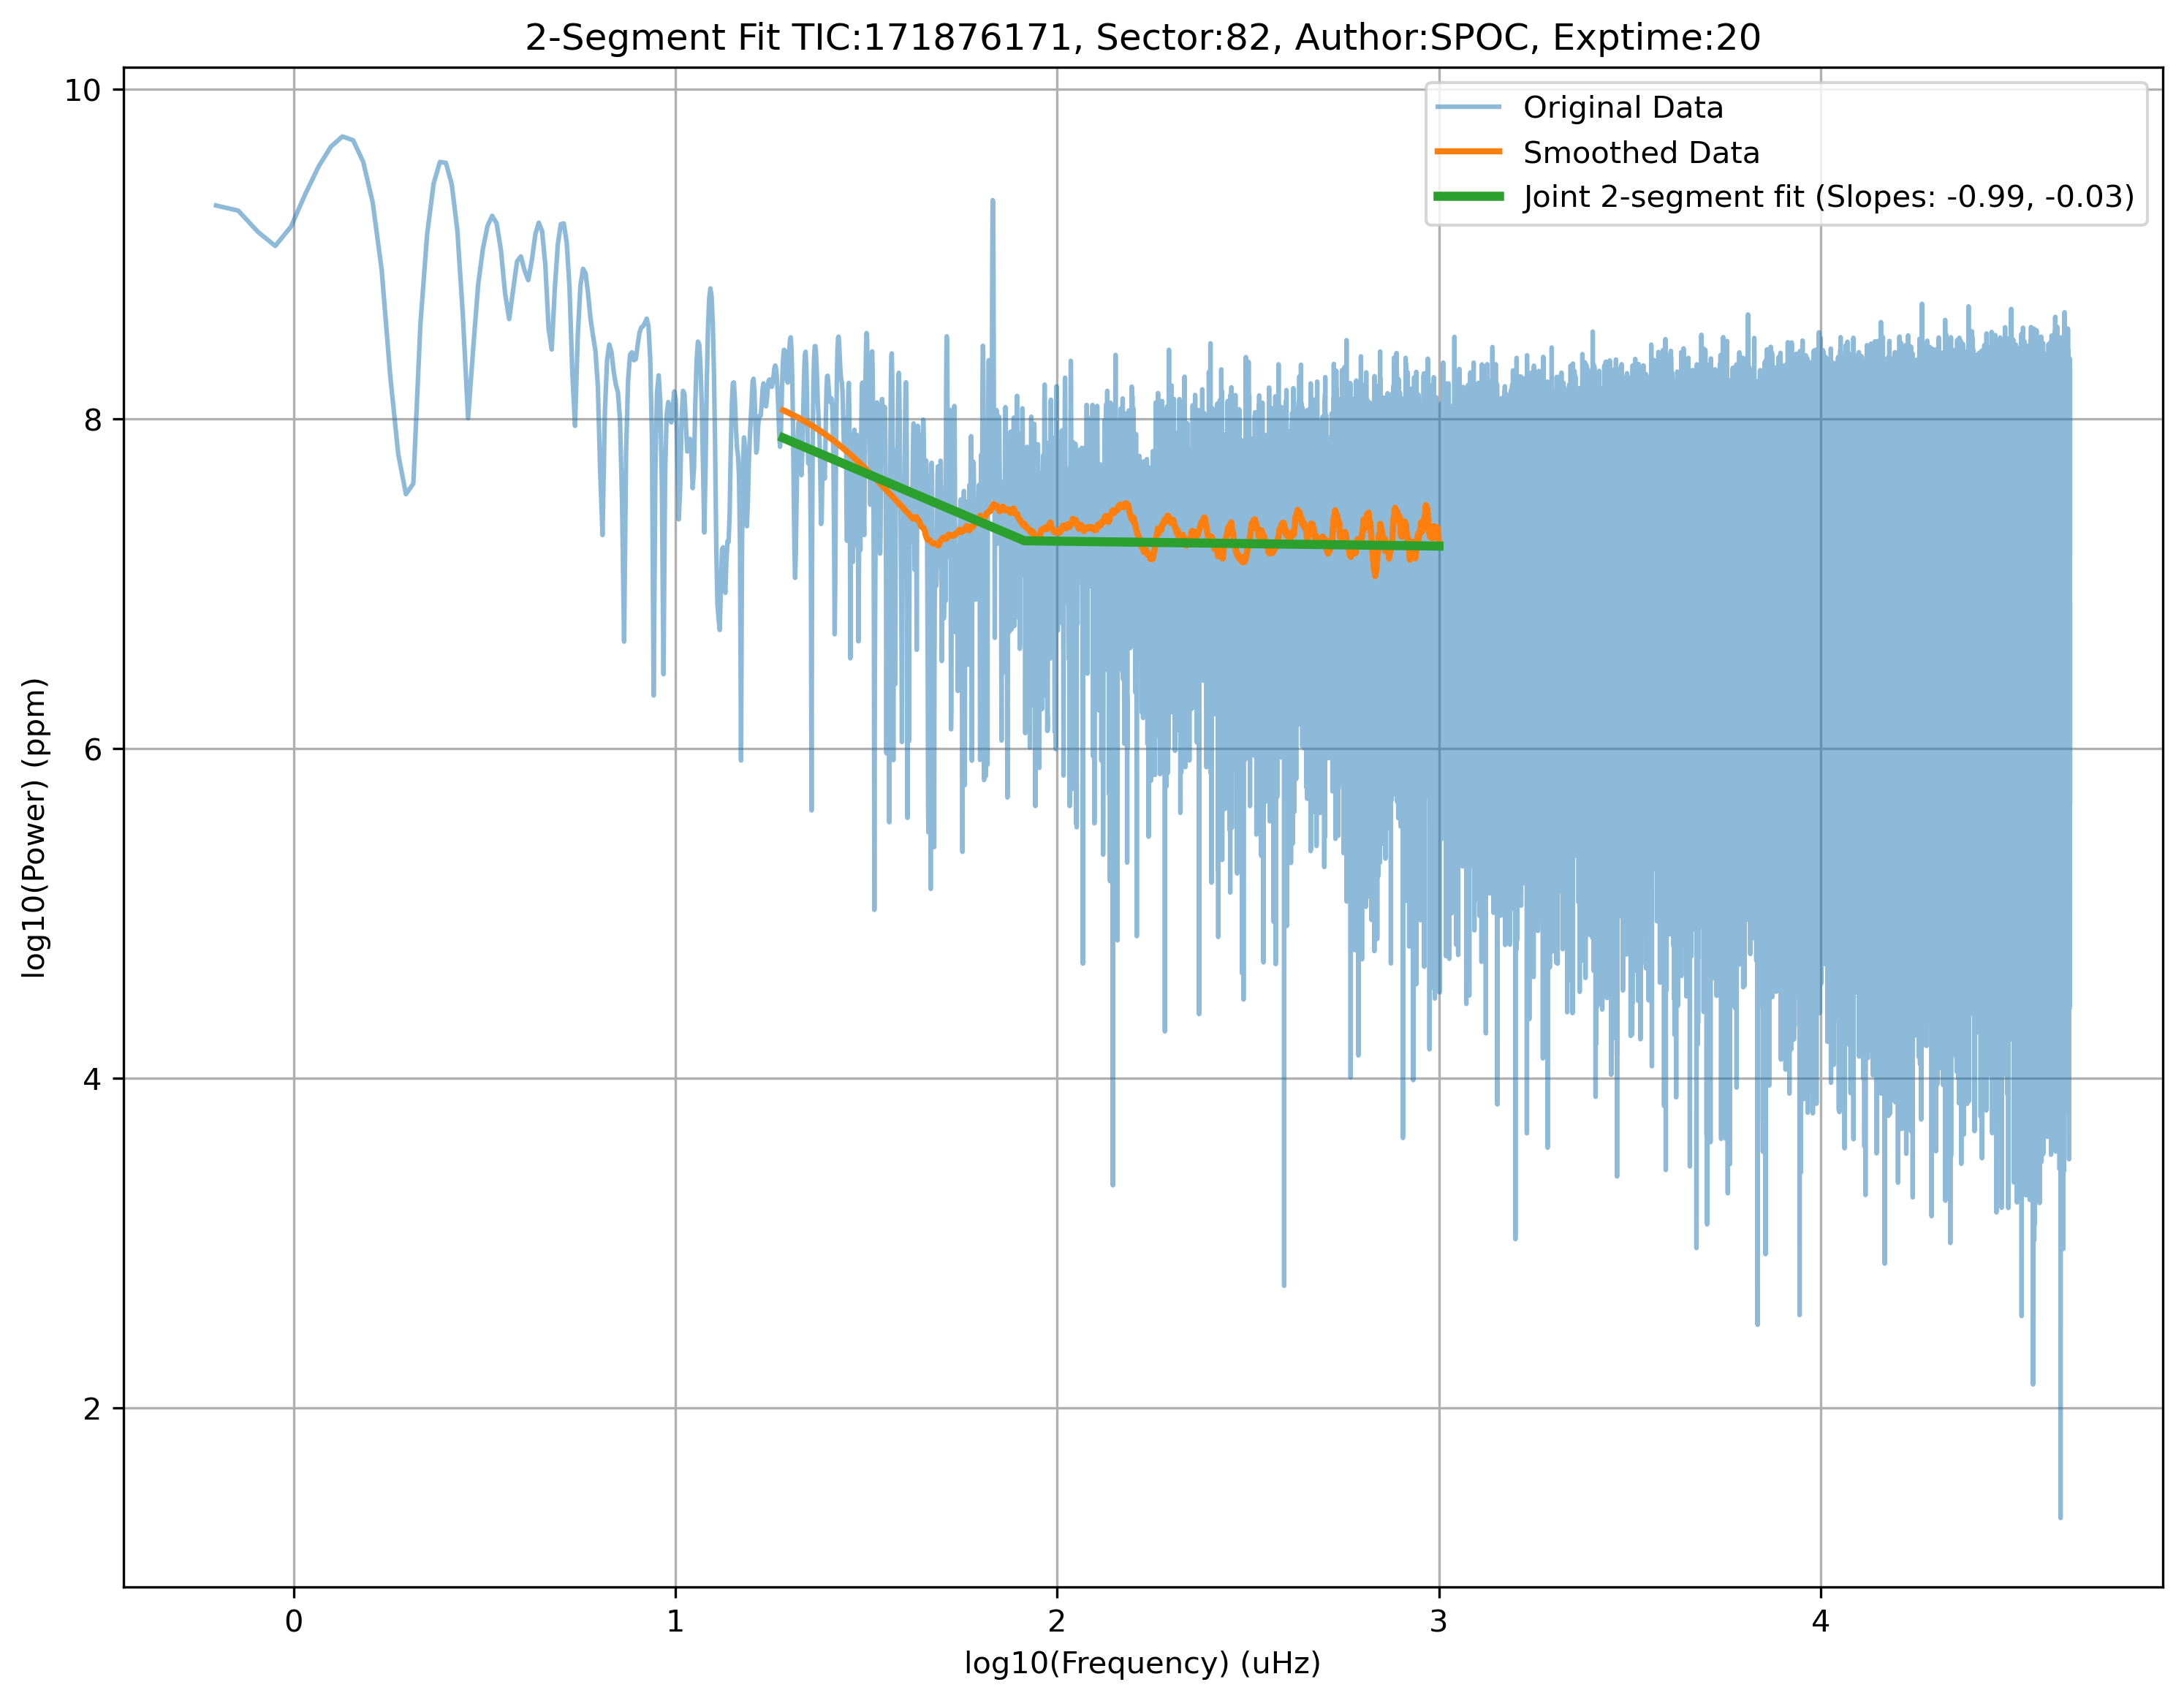 2-Segment Fit TIC:171876171, Sector:82, Author:SPOC, Exptime:20
Original Data
Smoothed Data
Joint 2-segment fit (Slopes: -0.99, -0.03)
log10(Power) (ppm)
10
8
6
4
2
0 1 2 3 4
log10(Frequency) (uHz)